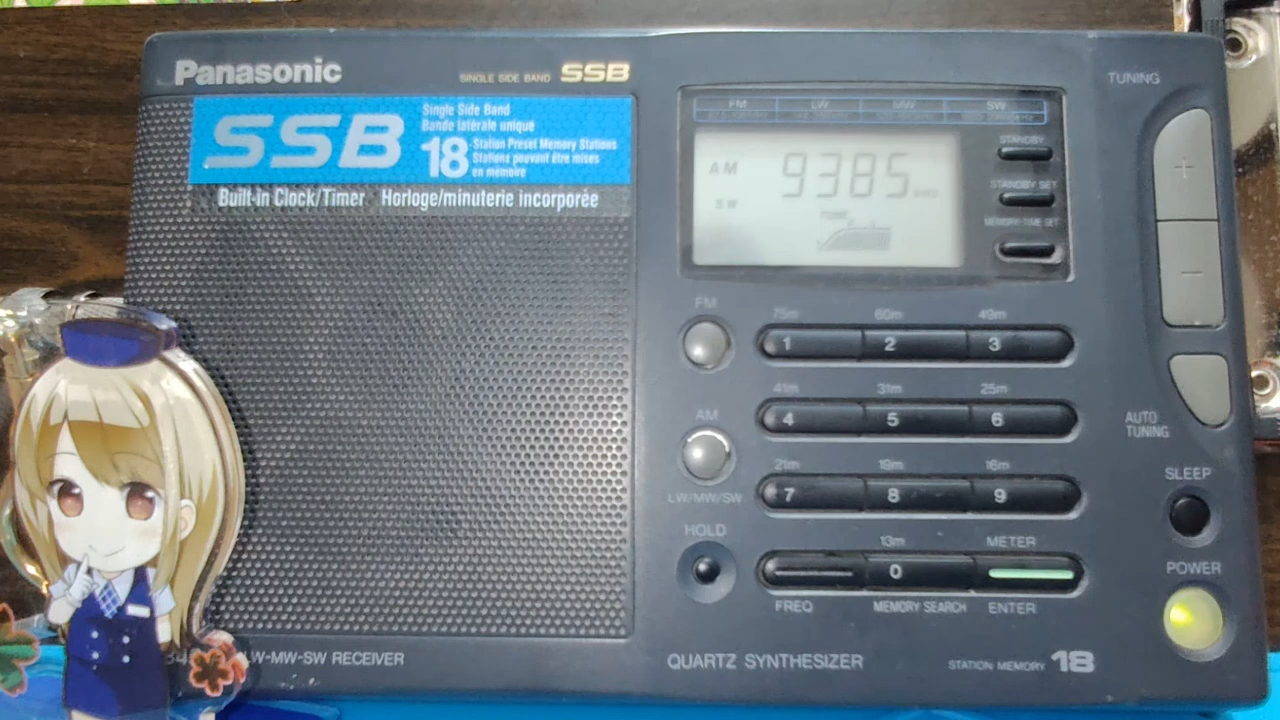 Panasonic
SINGLE SIDE BAND SSB
SSB
Single Side Band
Bande latérale unique
18 -Station Preset Memory Stations
Stations pouvant être mises
en mémoire
Built-in Clock/Timer Horloge/minuterie incorporée
FM LW MW SW
AM 9385
SW
TUNE
STANDBY
STANDBY SET
MEMORY/TIME SET
TUNING
+
−
AUTO
TUNING
SLEEP
POWER
FM
AM
LW/MW/SW
HOLD
75m 60m 49m
1 2 3
41m 31m 25m
4 5 6
21m 19m 16m
7 8 9
13m METER
0
FREQ MEMORY SEARCH ENTER
LW-MW-SW RECEIVER
QUARTZ SYNTHESIZER
STATION MEMORY 18